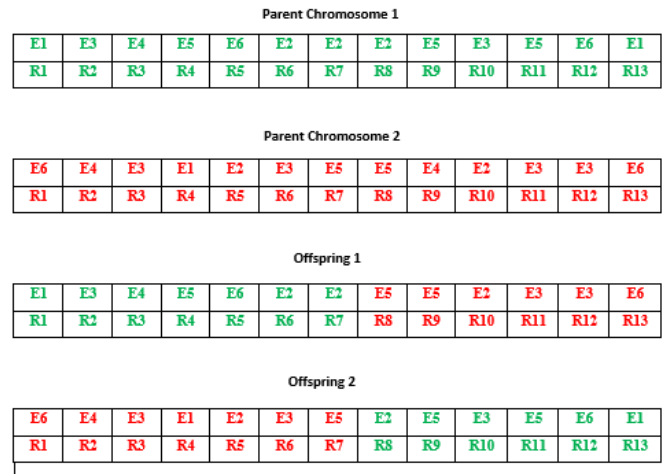 Parent Chromosome 1
E1 E3 E4 E5 E6 E2 E2 E2 E5 E3 E5 E6 E1
R1 R2 R3 R4 R5 R6 R7 R8 R9 R10 R11 R12 R13
Parent Chromosome 2
E6 E4 E3 E1 E2 E3 E5 E5 E4 E2 E3 E3 E6
R1 R2 R3 R4 R5 R6 R7 R8 R9 R10 R11 R12 R13
Offspring 1
E1 E3 E4 E5 E6 E2 E2 E5 E5 E2 E3 E3 E6
R1 R2 R3 R4 R5 R6 R7 R8 R9 R10 R11 R12 R13
Offspring 2
E6 E4 E3 E1 E2 E3 E5 E2 E5 E3 E5 E6 E1
R1 R2 R3 R4 R5 R6 R7 R8 R9 R10 R11 R12 R13